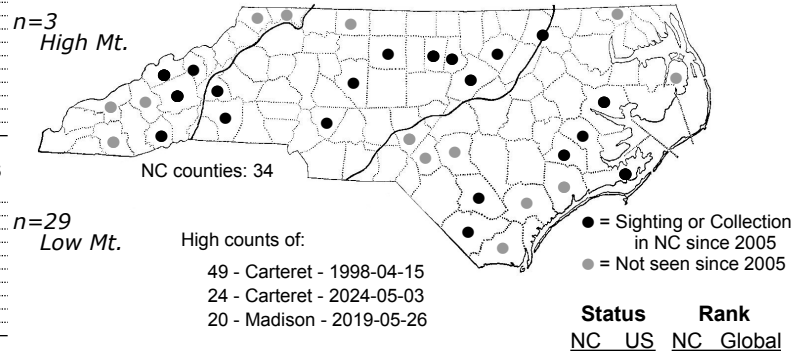 n=3
High Mt.
NC counties: 34
n=29
Low Mt.
High counts of:
49 - Carteret - 1998-04-15
24 - Carteret - 2024-05-03
20 - Madison - 2019-05-26
● = Sighting or Collection
in NC since 2005
● = Not seen since 2005
Status Rank
NC US NC Global